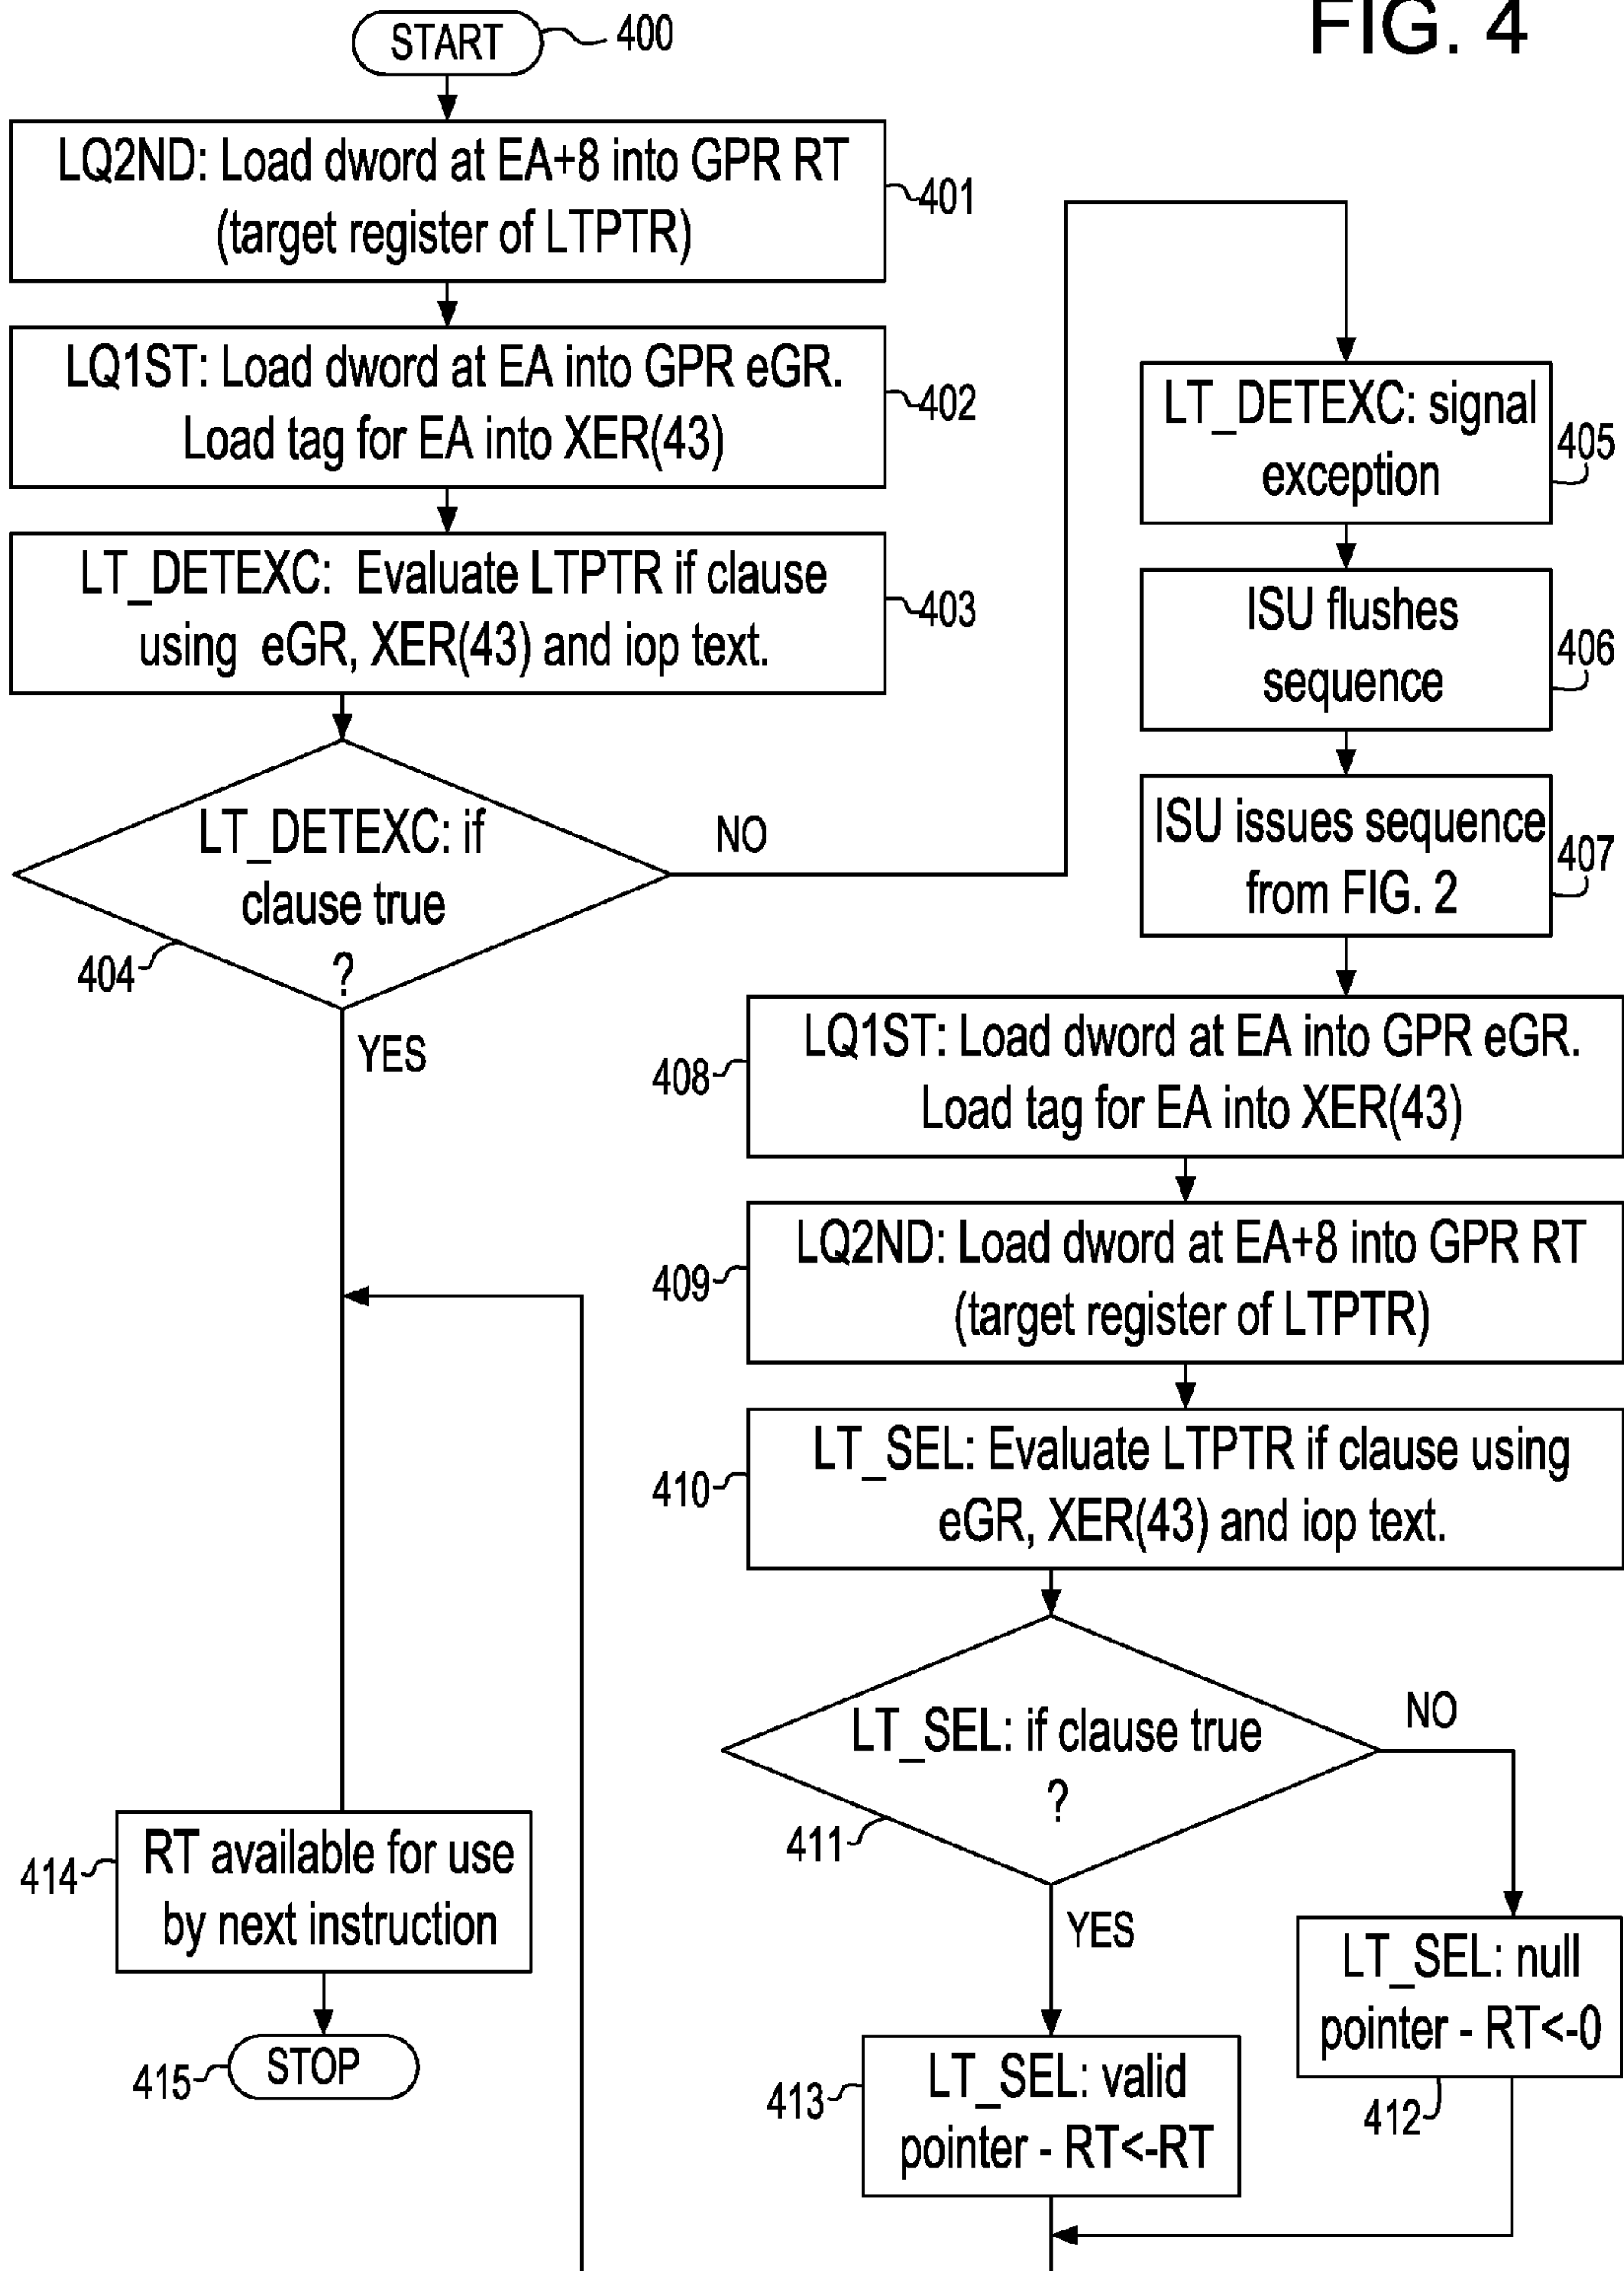 FIG. 4
START
400
LQ2ND: Load dword at EA+8 into GPR RT
(target register of LTPTR)
401
LQ1ST: Load dword at EA into GPR eGR.
Load tag for EA into XER(43)
402
LT_DETEXC: Evaluate LTPTR if clause
using eGR, XER(43) and iop text.
403
LT_DETEXC: if
clause true
?
404
NO
YES
LT_DETEXC: signal
exception
405
ISU flushes
sequence
406
ISU issues sequence
from FIG. 2
407
LQ1ST: Load dword at EA into GPR eGR.
Load tag for EA into XER(43)
408
LQ2ND: Load dword at EA+8 into GPR RT
(target register of LTPTR)
409
LT_SEL: Evaluate LTPTR if clause using
eGR, XER(43) and iop text.
410
LT_SEL: if clause true
?
411
NO
YES
LT_SEL: null
pointer - RT<-0
412
LT_SEL: valid
pointer - RT<-RT
413
RT available for use
by next instruction
414
STOP
415